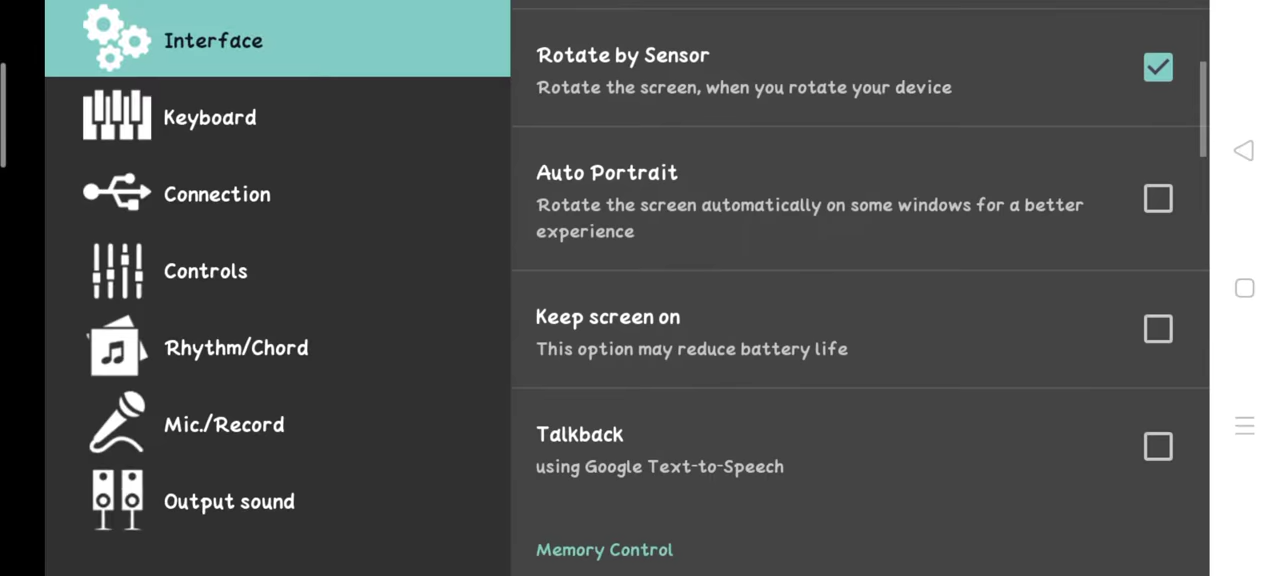 Interface
Keyboard
Connection
Controls
Rhythm/Chord
Mic./Record
Output sound
Rotate by Sensor
Rotate the screen, when you rotate your device
Auto Portrait
Rotate the screen automatically on some windows for a better
experience
Keep screen on
This option may reduce battery life
Talkback
using Google Text-to-Speech
Memory Control